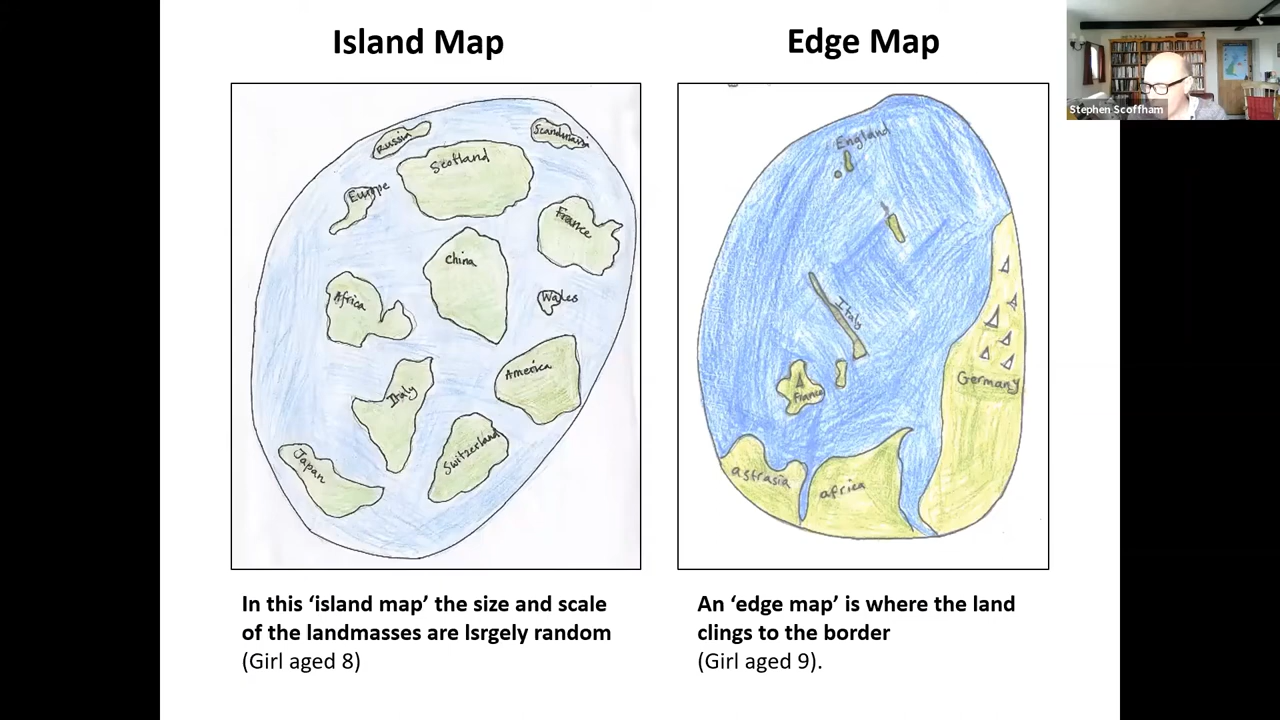 Island Map
Edge Map
Stephen Scoffham
Russia
Scandinavia
Scotland
Europe
France
China
Africa
Wales
America
Italy
Switzerland
Japan
England
Italy
France
Germany
astrasia
africa
In this ‘island map’ the size and scale
of the landmasses are lsrgely random
(Girl aged 8)
An ‘edge map’ is where the land
clings to the border
(Girl aged 9).